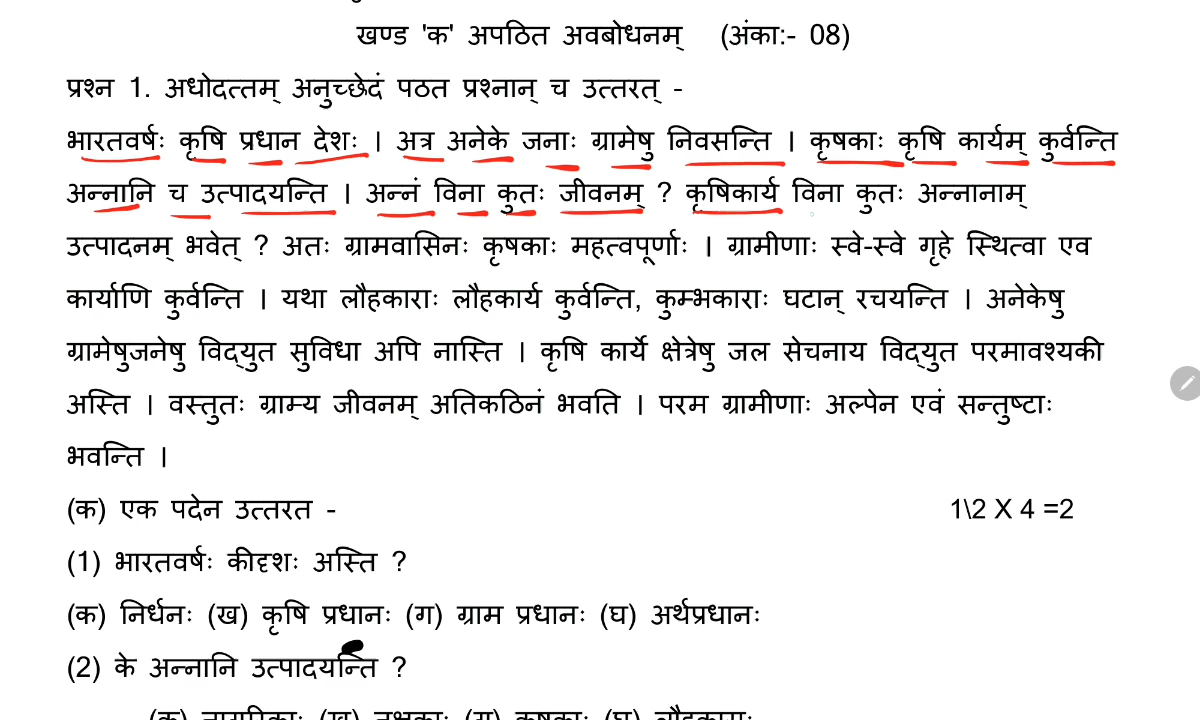 खण्ड 'क' अपठित अवबोधनम् (अंका:- 08)
प्रश्न 1. अधोदत्तम् अनुच्छेदं पठत प्रश्नान् च उत्तरत् -
भारतवर्षः कृषि प्रधान देशः । अत्र अनेके जनाः ग्रामेषु निवसन्ति । कृषकाः कृषि कार्यम् कुर्वन्ति
अन्नानि च उत्पादयन्ति । अन्नं विना कुतः जीवनम् ? कृषिकार्य विना कुतः अन्नानाम्
उत्पादनम् भवेत् ? अतः ग्रामवासिनः कृषकाः महत्वपूर्णाः । ग्रामीणाः स्वे-स्वे गृहे स्थित्वा एव
कार्याणि कुर्वन्ति । यथा लौहकाराः लौहकार्य कुर्वन्ति, कुम्भकाराः घटान् रचयन्ति । अनेकेषु
ग्रामेषुजनेषु विद्युत सुविधा अपि नास्ति । कृषि कार्ये क्षेत्रेषु जल सेचनाय विद्युत परमावश्यकी
अस्ति । वस्तुतः ग्राम्य जीवनम् अतिकठिनं भवति । परम ग्रामीणाः अल्पेन एवं सन्तुष्टाः
भवन्ति ।
(क) एक पदेन उत्तरत - 1\2 X 4 =2
(1) भारतवर्षः कीदृशः अस्ति ?
(क) निर्धनः (ख) कृषि प्रधानः (ग) ग्राम प्रधानः (घ) अर्थप्रधानः
(2) के अन्नानि उत्पादयन्ति ?